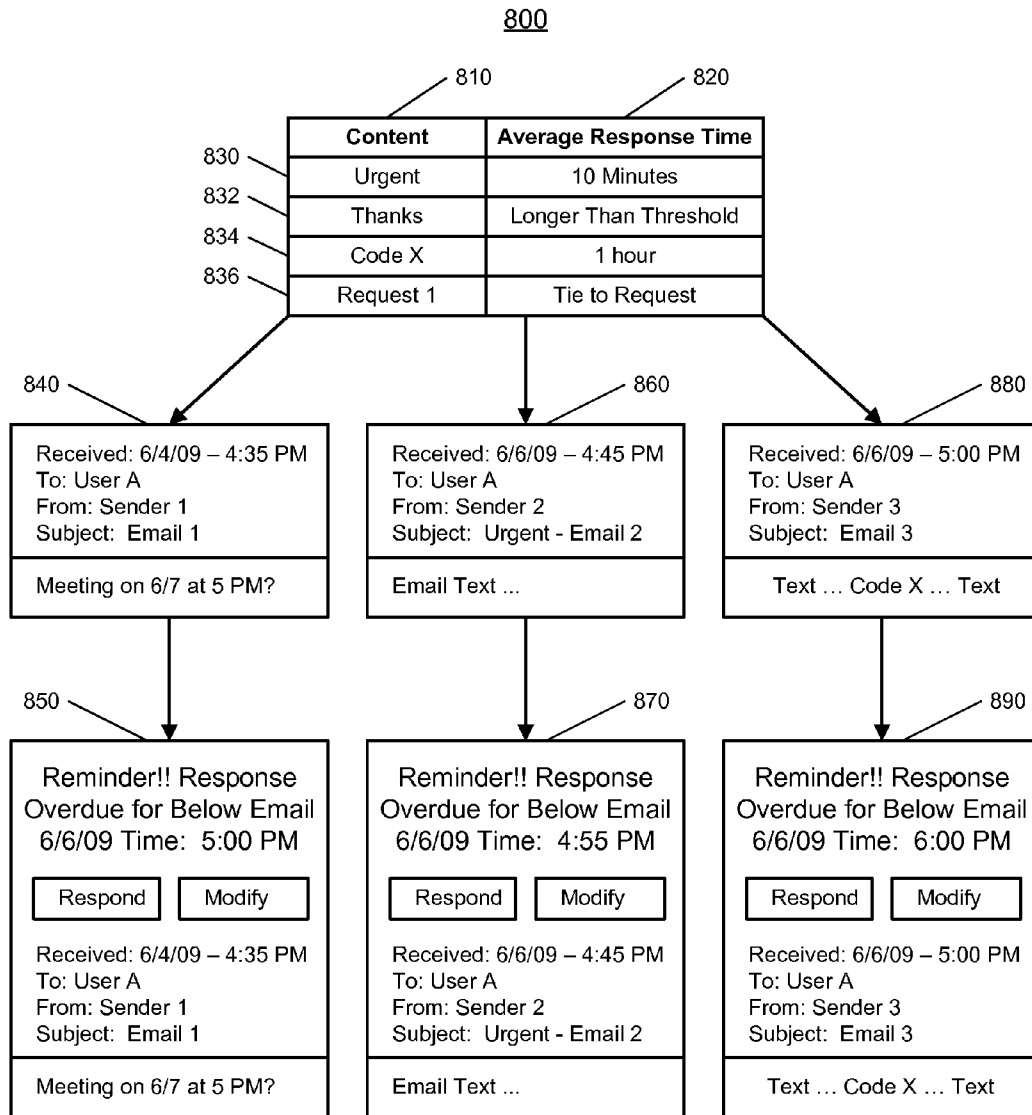 800
810
820
Content Average Response Time
830 Urgent 10 Minutes
832 Thanks Longer Than Threshold
834 Code X 1 hour
836 Request 1 Tie to Request
840
Received: 6/4/09 – 4:35 PM
To: User A
From: Sender 1
Subject: Email 1
Meeting on 6/7 at 5 PM?
860
Received: 6/6/09 – 4:45 PM
To: User A
From: Sender 2
Subject: Urgent - Email 2
Email Text ...
880
Received: 6/6/09 – 5:00 PM
To: User A
From: Sender 3
Subject: Email 3
Text … Code X … Text
850
Reminder!! Response
Overdue for Below Email
6/6/09 Time: 5:00 PM
Respond Modify
Received: 6/4/09 – 4:35 PM
To: User A
From: Sender 1
Subject: Email 1
Meeting on 6/7 at 5 PM?
870
Reminder!! Response
Overdue for Below Email
6/6/09 Time: 4:55 PM
Respond Modify
Received: 6/6/09 – 4:45 PM
To: User A
From: Sender 2
Subject: Urgent - Email 2
Email Text ...
890
Reminder!! Response
Overdue for Below Email
6/6/09 Time: 6:00 PM
Respond Modify
Received: 6/6/09 – 5:00 PM
To: User A
From: Sender 3
Subject: Email 3
Text … Code X … Text